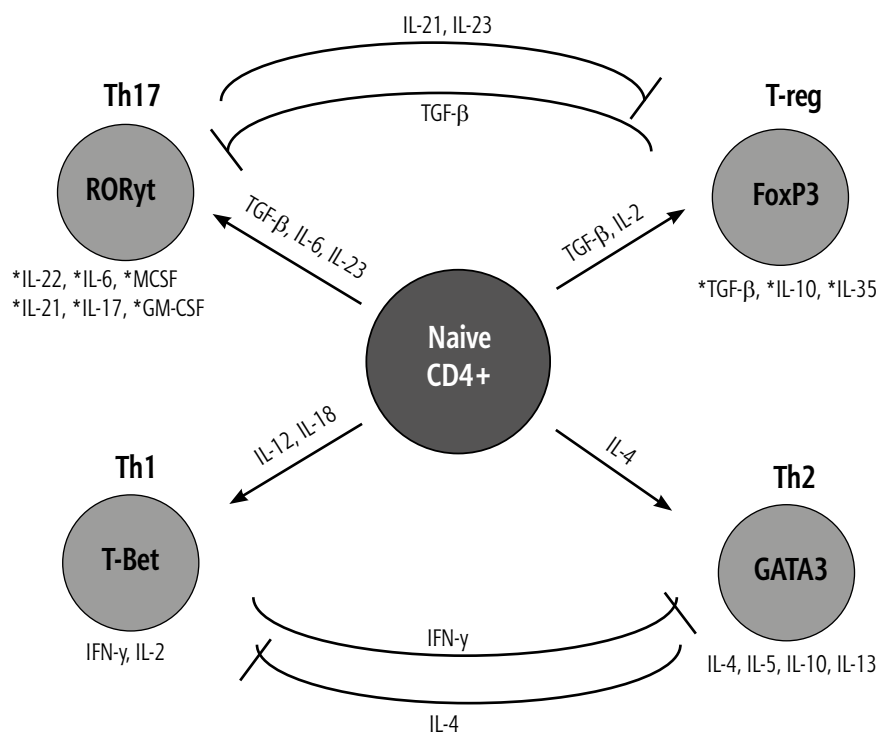 IL-21, IL-23
TGF-β
Th17
T-reg
RORyt
FoxP3
TGF-β, IL-6, IL-23
TGF-β, IL-2
*IL-22, *IL-6, *MCSF
*IL-21, *IL-17, *GM-CSF
*TGF-β, *IL-10, *IL-35
Naive
CD4+
IL-12, IL-18
IL-4
Th1
Th2
T-Bet
GATA3
IFN-y, IL-2
IL-4, IL-5, IL-10, IL-13
IFN-y
IL-4